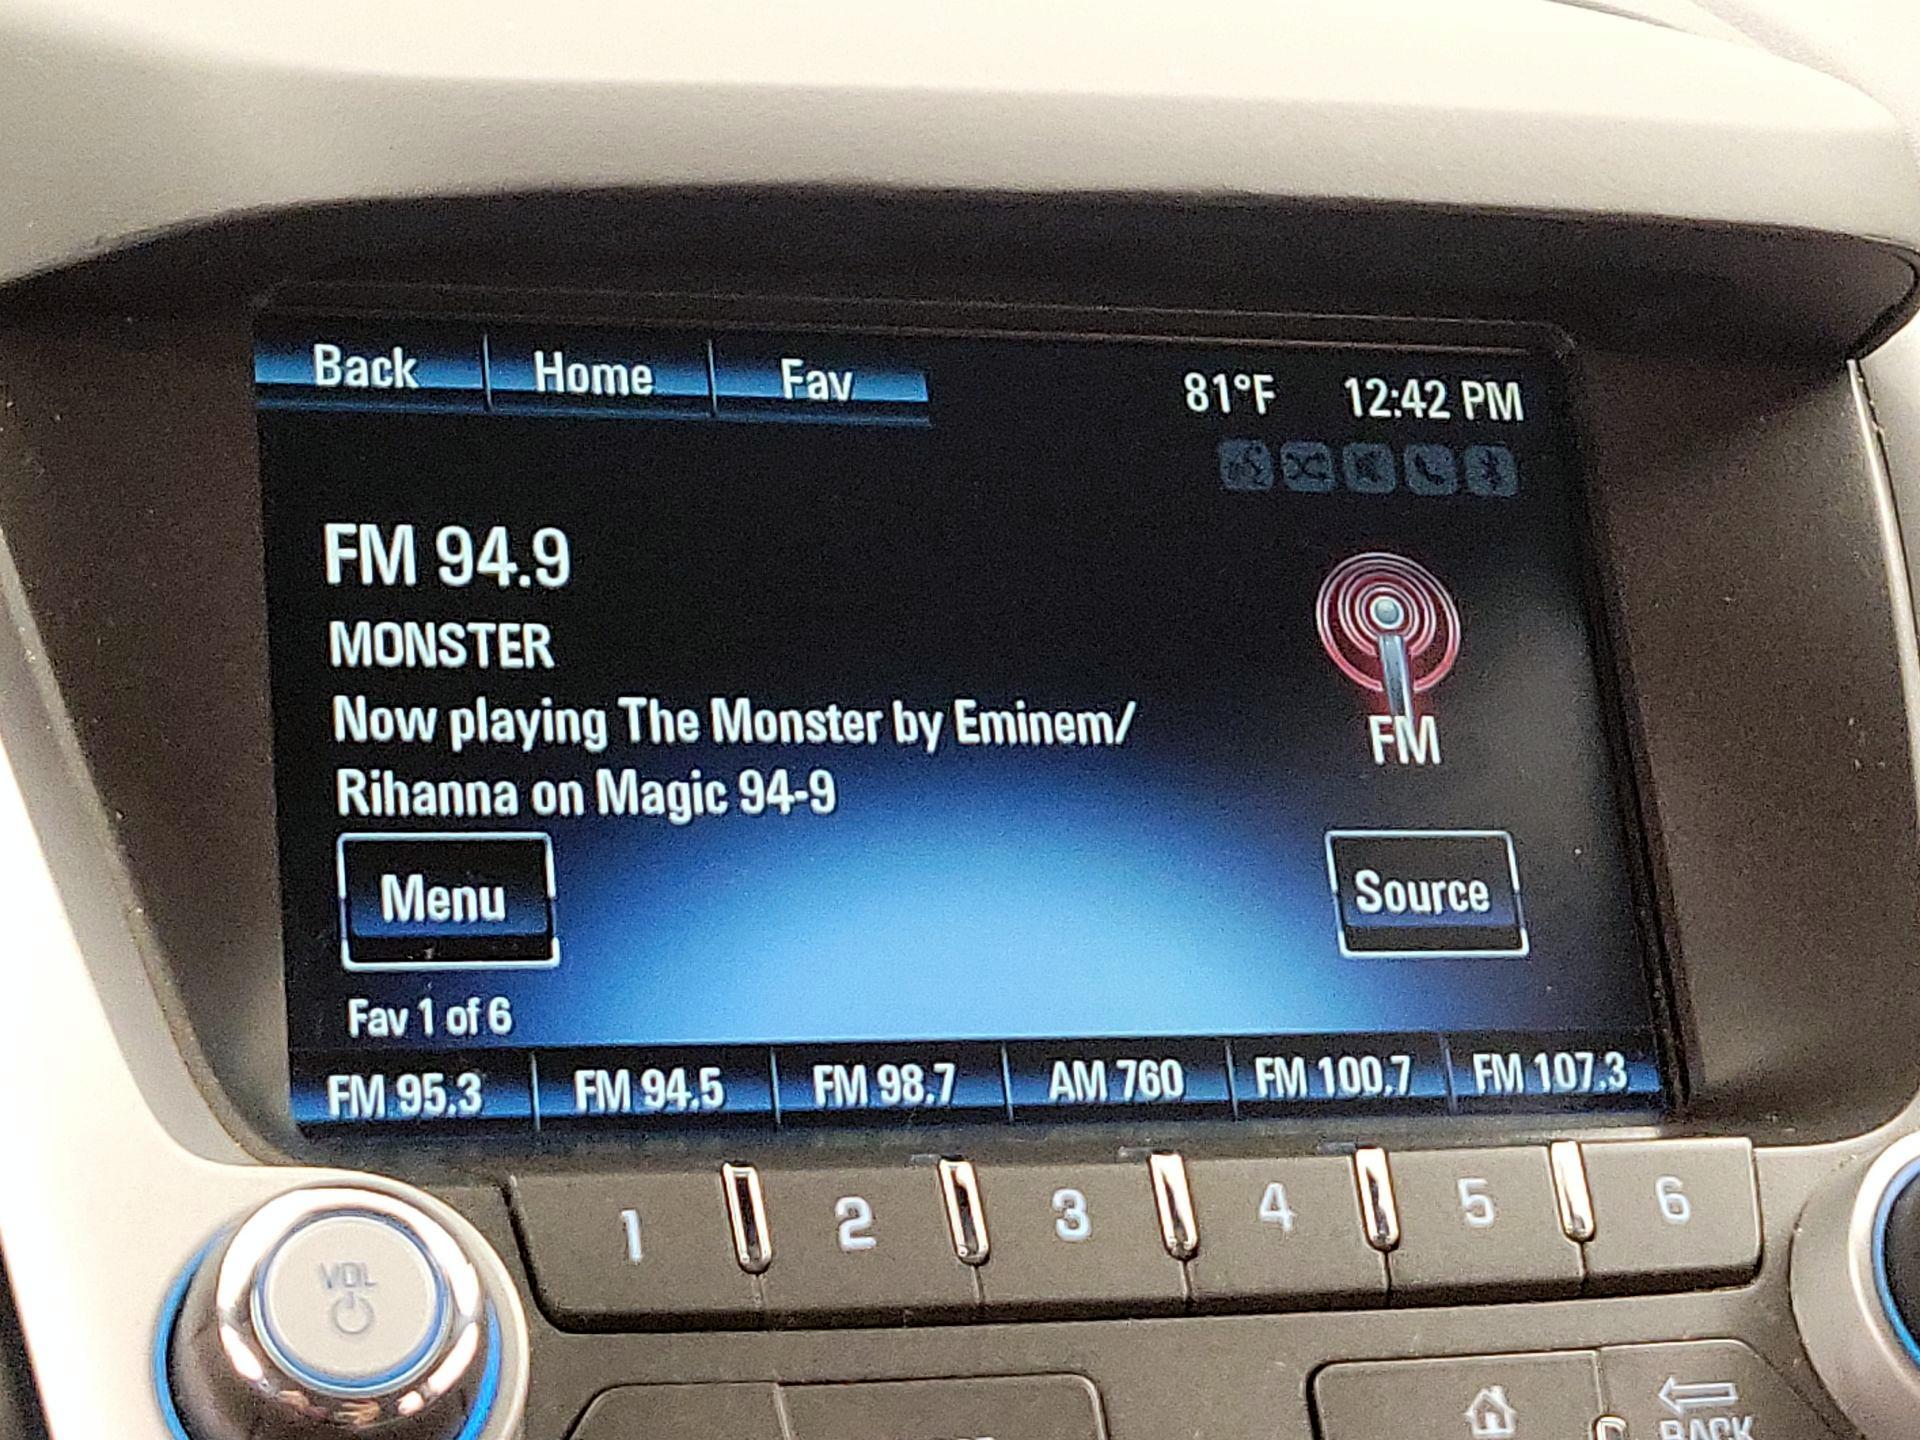 Back Home Fav 81°F 12:42 PM
FM 94.9
MONSTER
Now playing The Monster by Eminem/
Rihanna on Magic 94-9
FM
Menu Source
Fav 1 of 6
FM 95.3 FM 94.5 FM 98.7 AM 760 FM 100.7 FM 107.3
1 2 3 4 5 6
VOL
BACK